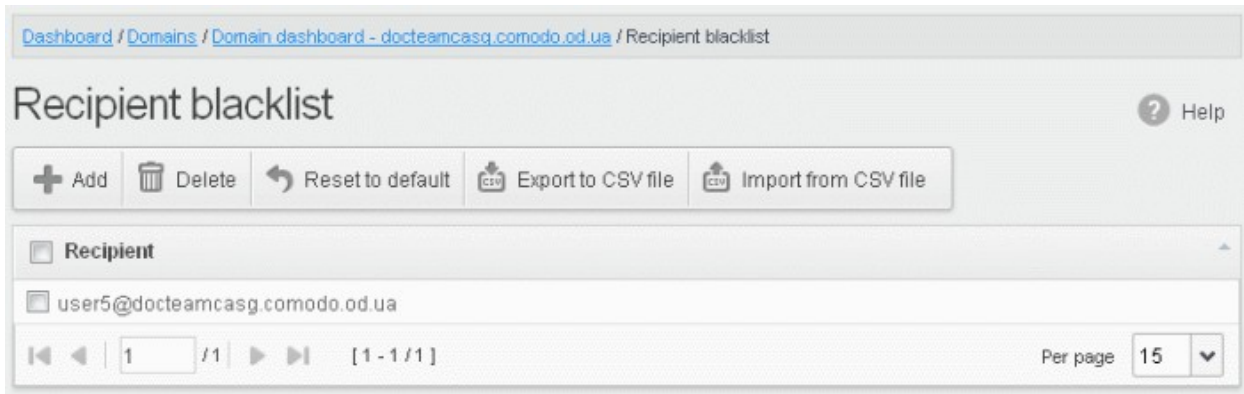 Dashboard / Domains / Domain dashboard - docteamcasg.comodo.od.ua / Recipient blacklist
Recipient blacklist
? Help
Add Delete Reset to default CSV Export to CSV file CSV Import from CSV file
Recipient
user5@docteamcasg.comodo.od.ua
1 /1 [1 - 1 /1] Per page 15